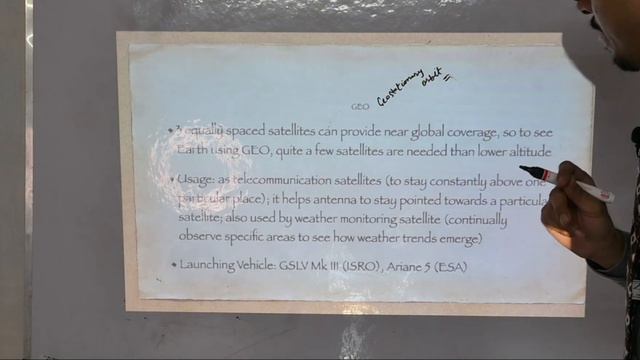 Geostationary
orbit
GEO
3 equally spaced satellites can provide near global coverage, so to see
Earth using GEO, quite a few satellites are needed than lower altitude
Usage: as telecommunication satellites (to stay constantly above one
particular place); it helps antenna to stay pointed towards a particula
satellite; also used by weather monitoring satellite (continually
observe specific areas to see how weather trends emerge)
Launching Vehicle: GSLV Mk III (ISRO), Ariane 5 (ESA)